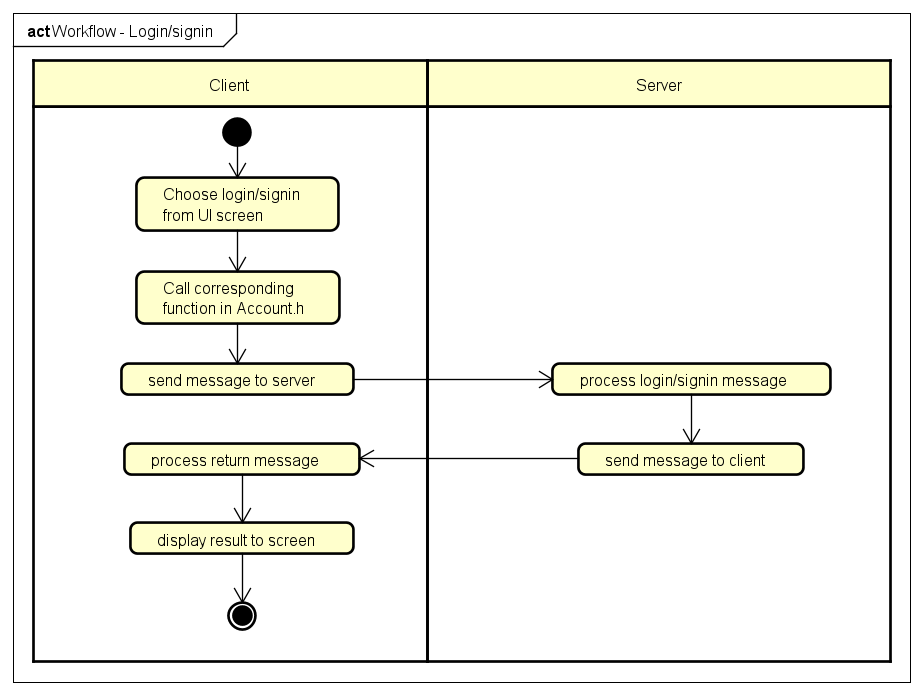 act Workflow - Login/signin
Client
Server
Choose login/signin
from UI screen
Call corresponding
function in Account.h
send message to server
process login/signin message
process return message
send message to client
display result to screen